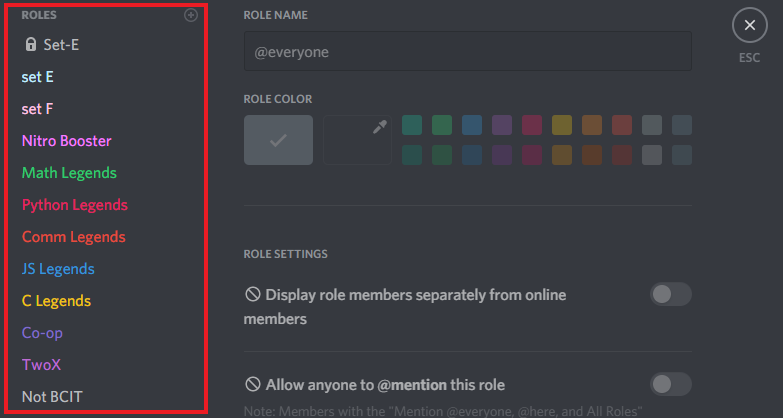 ROLES
Set-E
set E
set F
Nitro Booster
Math Legends
Python Legends
Comm Legends
JS Legends
C Legends
Co-op
TwoX
Not BCIT
ROLE NAME
@everyone
ROLE COLOR
ROLE SETTINGS
Display role members separately from online
members
Allow anyone to @mention this role
Note: Members with the "Mention @everyone, @here, and All Roles"
ESC